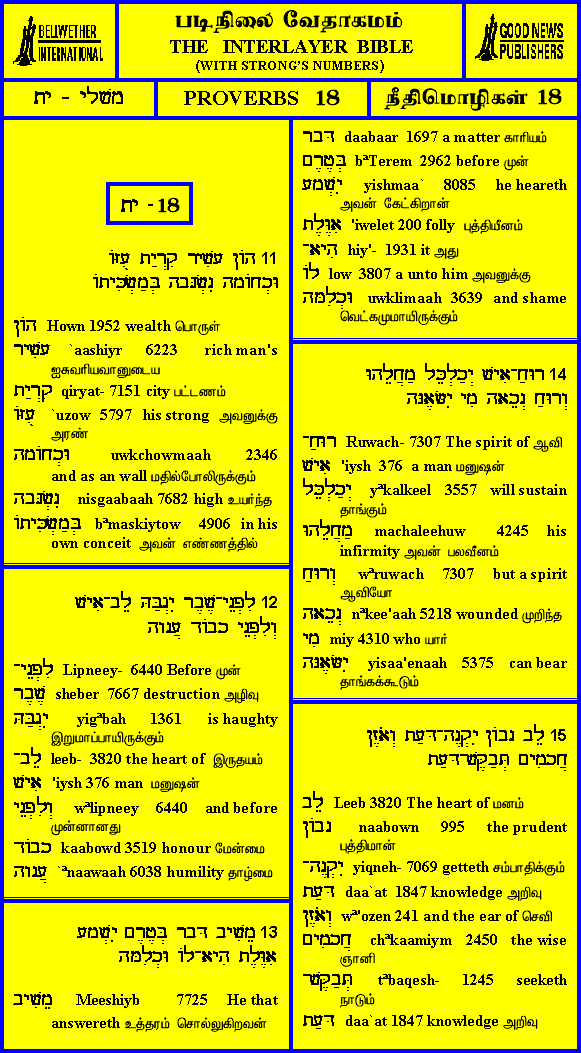 BELLWETHER
INTERNATIONAL
படிநிலை வேதாகமம்
THE INTERLAYER BIBLE
(WITH STRONG'S NUMBERS)
GOOD NEWS
PUBLISHERS
משלי - יח
PROVERBS 18
நீதிமொழிகள் 18
18 - יח
11 הוֹן עָשִׁיר קִרְיַת עֻזּוֹ
וּכְחוֹמָה נִשְׂגָּבָה בְּמַשְׂכִּיתוֹ
הוֹן Hown 1952 wealth பொருள்
עָשִׁיר `aashiyr 6223 rich man's
ஐசுவரியவானுடைய
קִרְיַת qiryat- 7151 city பட்டணம்
עֻזּוֹ `uzow 5797 his strong அவனுக்கு
அரண்
וּכְחוֹמָה uwkchowmaah 2346
and as an wall மதில்போலிருக்கும்
נִשְׂגָּבָה nisgaabaah 7682 high உயர்ந்த
בְּמַשְׂכִּיתוֹ bªmaskiytow 4906 in his
own conceit அவன் எண்ணத்தில்
12 לִפְנֵי־שֶׁבֶר יִגְבַּהּ לֵב־אִישׁ
וְלִפְנֵי כָבוֹד עֲנָוָה
לִפְנֵי־ Lipneey- 6440 Before முன்
שֶׁבֶר sheber 7667 destruction அழிவு
יִגְבַּהּ yigªbah 1361 is haughty
இறுமாப்பாயிருக்கும்
לֵב־ leeb- 3820 the heart of இருதயம்
אִישׁ 'iysh 376 man மனுஷன்
וְלִפְנֵי wªlipneey 6440 and before
முன்னானது
כָבוֹד kaabowd 3519 honour மேன்மை
עֲנָוָה `ªnaawaah 6038 humility தாழ்மை
13 מֵשִׁיב דָּבָר בְּטֶרֶם יִשְׁמָע
אִוֶּלֶת הִיא־לוֹ וּכְלִמָּה
מֵשִׁיב Meeshiyb 7725 He that
answereth உத்தரம் சொல்லுகிறவன்
דָּבָר daabaar 1697 a matter காரியம்
בְּטֶרֶם bªTerem 2962 before முன்
יִשְׁמָע yishmaa` 8085 he heareth
அவன் கேட்கிறான்
אִוֶּלֶת 'iwelet 200 folly புத்தியீனம்
הִיא־ hiy'- 1931 it அது
לוֹ low 3807 a unto him அவனுக்கு
וּכְלִמָּה uwklimaah 3639 and shame
வெட்கமுமாயிருக்கும்
14 רוּחַ־אִישׁ יְכַלְכֵּל מַחֲלֵהוּ
וְרוּחַ נְכֵאָה מִי יִשָּׂאֶנָּה
רוּחַ־ Ruwach- 7307 The spirit of ஆவி
אִישׁ 'iysh 376 a man மனுஷன்
יְכַלְכֵּל yªkalkeel 3557 will sustain
தாங்கும்
מַחֲלֵהוּ machaleehuw 4245 his
infirmity அவன் பலவீனம்
וְרוּחַ wªruwach 7307 but a spirit
ஆவியோ
נְכֵאָה nªkee'aah 5218 wounded முறிந்த
מִי miy 4310 who யார்
יִשָּׂאֶנָּה yisaa'enaah 5375 can bear
தாங்கக்கூடும்
15 לֵב נָבוֹן יִקְנֶה־דָּעַת וְאֹזֶן
חֲכָמִים תְּבַקֶּשׁ־דָּעַת
לֵב Leeb 3820 The heart of மனம்
נָבוֹן naabown 995 the prudent
புத்திமான்
יִקְנֶה־ yiqneh- 7069 getteth சம்பாதிக்கும்
דָּעַת daa`at 1847 knowledge அறிவு
וְאֹזֶן wª'ozen 241 and the ear of செவி
חֲכָמִים chªkaamiym 2450 the wise
ஞானி
תְּבַקֶּשׁ־ tªbaqesh- 1245 seeketh
நாடும்
דָּעַת daa`at 1847 knowledge அறிவு